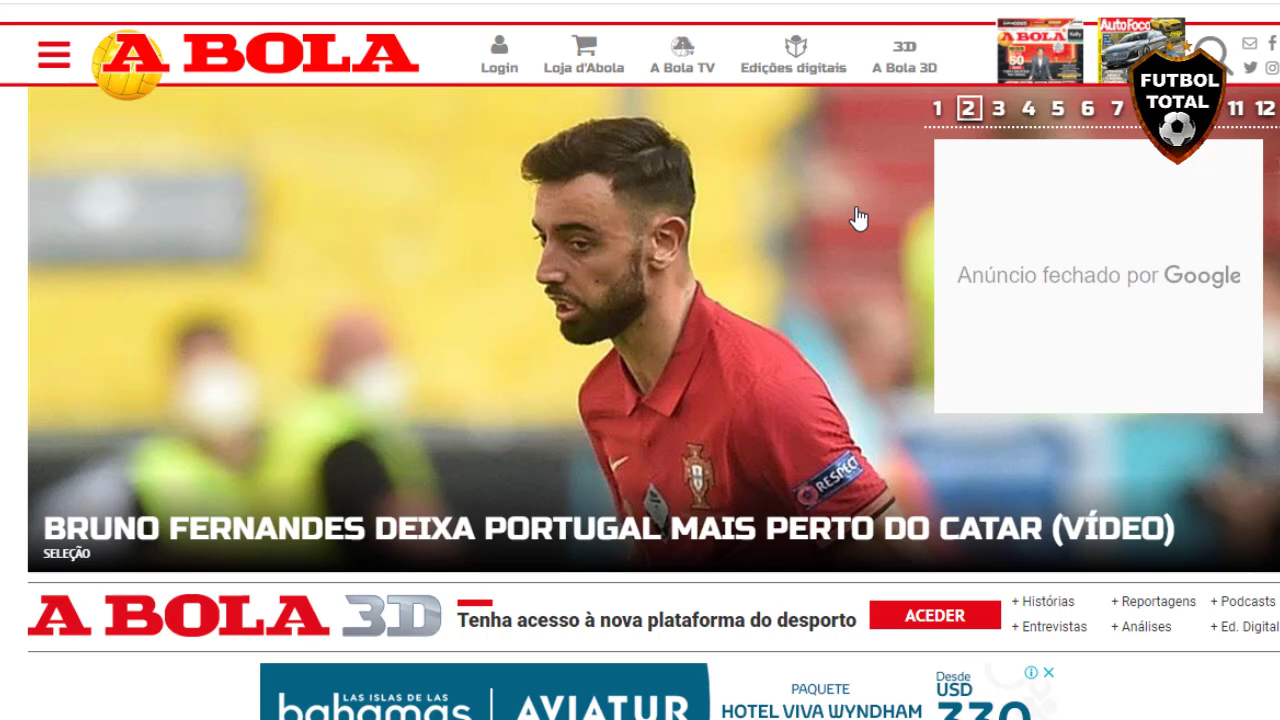 A BOLA
Login
Loja d'Abola
A Bola TV
Edições digitais
3D
A Bola 3D
A BOLA
50
AutoFoco
FUTBOL
TOTAL
1 2 3 4 5 6 7 11 12
Anúncio fechado por Google
RESPECT
BRUNO FERNANDES DEIXA PORTUGAL MAIS PERTO DO CATAR (VÍDEO)
SELEÇÃO
A BOLA 3D
Tenha acesso à nova plataforma do desporto
ACEDER
+ Histórias
+ Reportagens
+ Podcasts
+ Entrevistas
+ Análises
+ Ed. Digital
LAS ISLAS DE LAS
bahamas
AVIATUR
PAQUETE
HOTEL VIVA WYNDHAM
Desde
USD
330